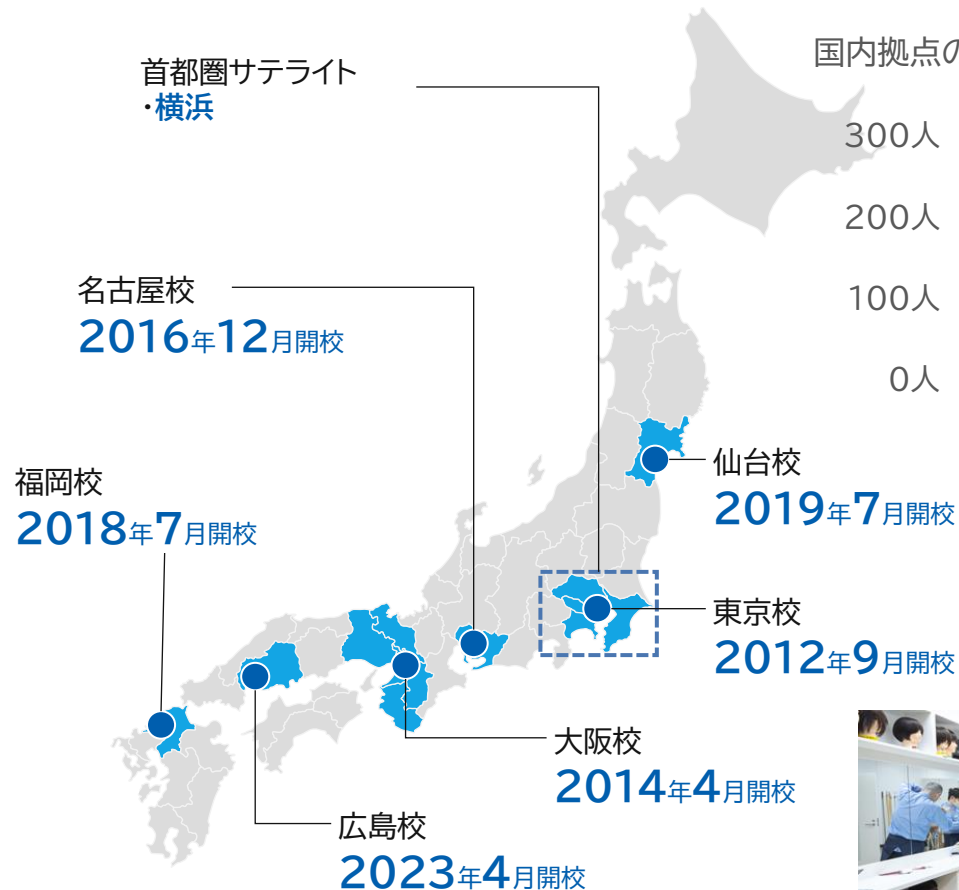 首都圏サテライト
・横浜
国内拠点の
300人
200人
100人
0人
名古屋校
2016年12月開校
福岡校
2018年7月開校
仙台校
2019年7月開校
東京校
2012年9月開校
大阪校
2014年4月開校
広島校
2023年4月開校